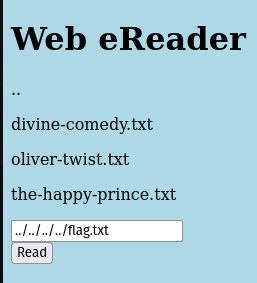 Web eReader
..
divine-comedy.txt
oliver-twist.txt
the-happy-prince.txt
../../../../flag.txt
Read